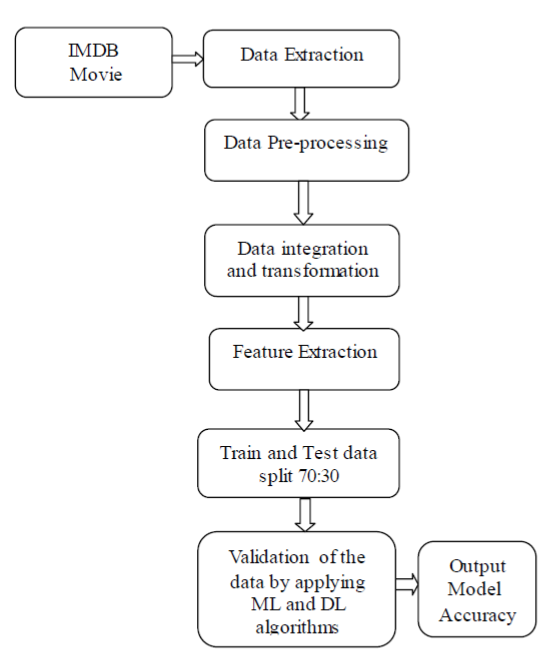 IMDB
Movie
Data Extraction
Data Pre-processing
Data integration
and transformation
Feature Extraction
Train and Test data
split 70:30
Validation of the
data by applying
ML and DL
algorithms
Output
Model
Accuracy